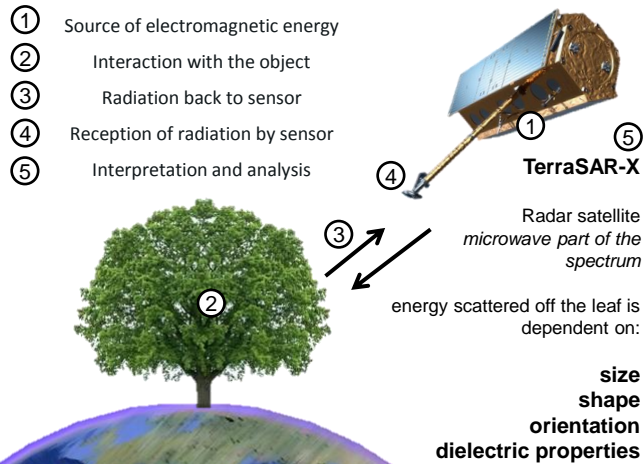 1 Source of electromagnetic energy
2 Interaction with the object
3 Radiation back to sensor
4 Reception of radiation by sensor
5 Interpretation and analysis
1
5
4
TerraSAR-X
3
Radar satellite
microwave part of the
spectrum
2
energy scattered off the leaf is
dependent on:
size
shape
orientation
dielectric properties